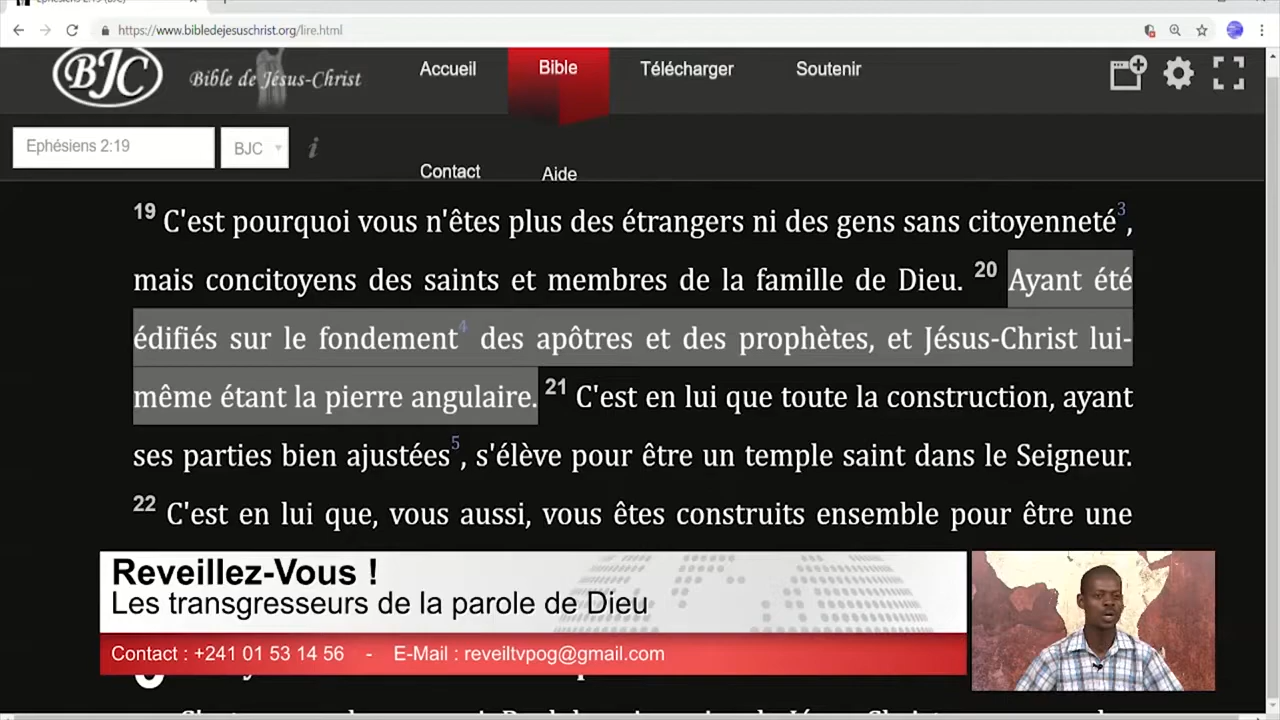 https://www.bibledejesuschrist.org/lire.html
BJC
Bible de Jésus-Christ
Accueil
Bible
Télécharger
Soutenir
Ephésiens 2:19
BJC
i
Contact
Aide
19 C'est pourquoi vous n'êtes plus des étrangers ni des gens sans citoyenneté3,
mais concitoyens des saints et membres de la famille de Dieu. 20 Ayant été
édifiés sur le fondement4 des apôtres et des prophètes, et Jésus-Christ lui-
même étant la pierre angulaire. 21 C'est en lui que toute la construction, ayant
ses parties bien ajustées5, s'élève pour être un temple saint dans le Seigneur.
22 C'est en lui que, vous aussi, vous êtes construits ensemble pour être une
Reveillez-Vous !
Les transgresseurs de la parole de Dieu
Contact : +241 01 53 14 56 - E-Mail : reveiltvpog@gmail.com